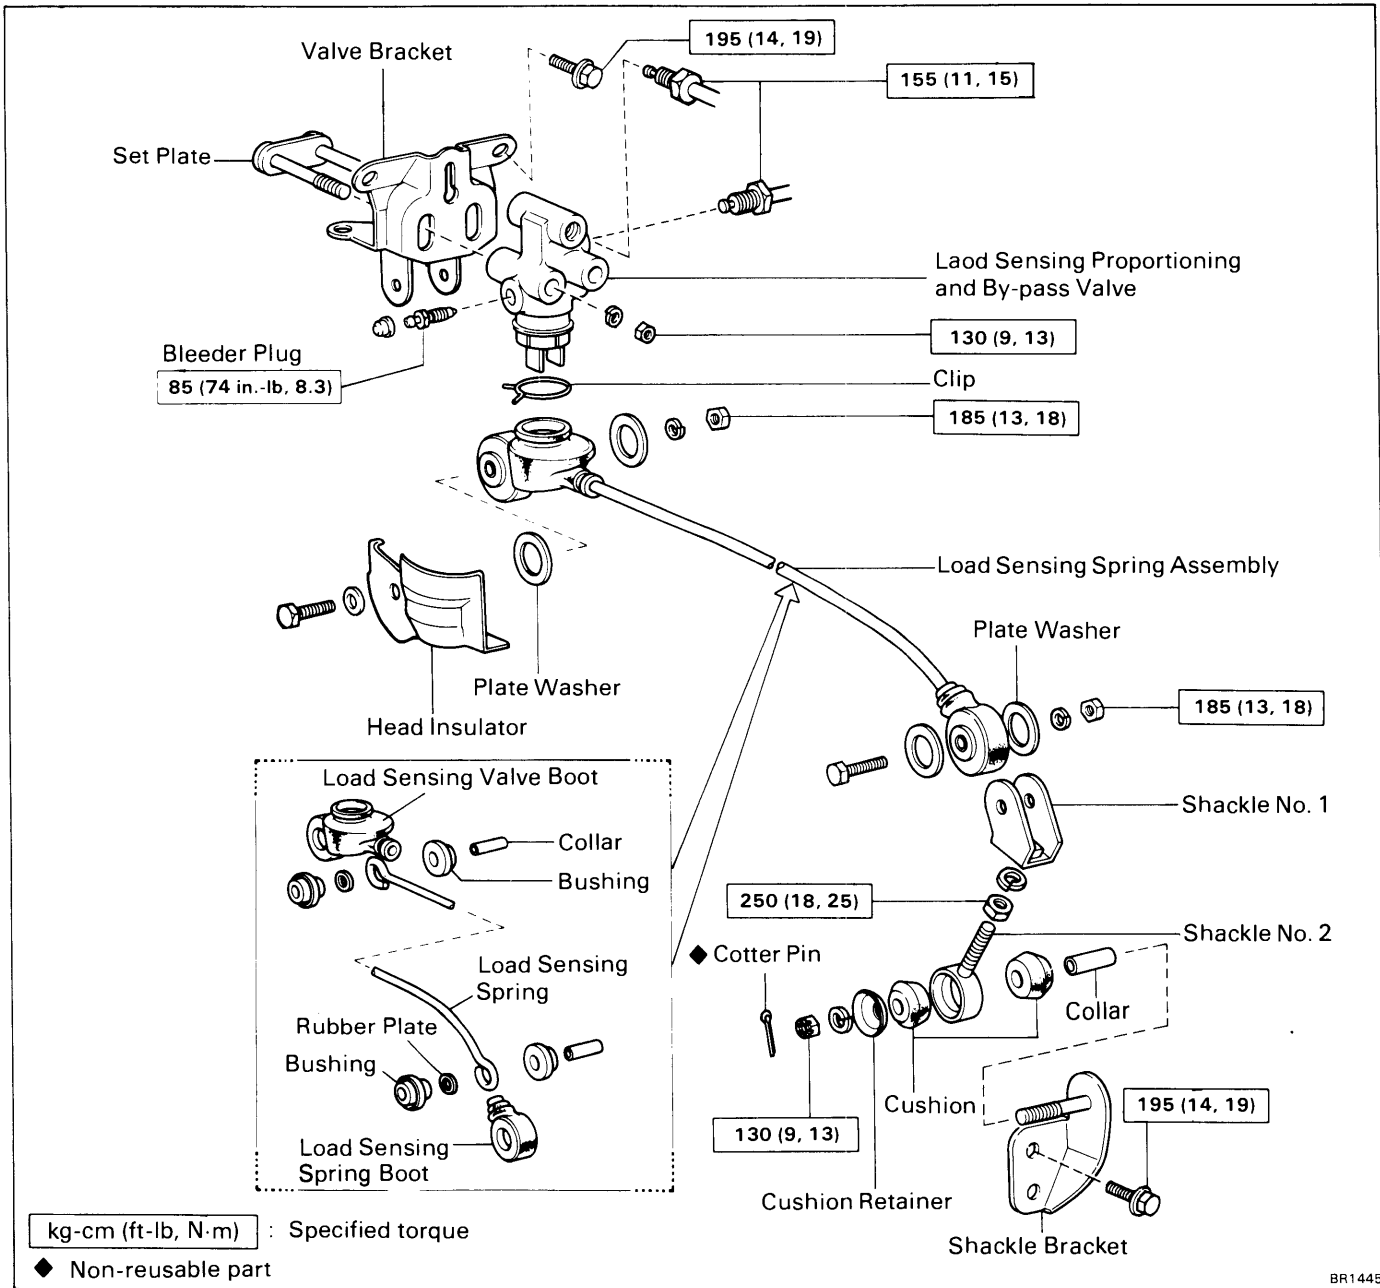 195 (14, 19)
Valve Bracket
155 (11, 15)
Set Plate
Laod Sensing Proportioning
and By-pass Valve
130 (9, 13)
Bleeder Plug
85 (74 in.-lb, 8.3)
Clip
185 (13, 18)
Load Sensing Spring Assembly
Plate Washer
Plate Washer
185 (13, 18)
Head Insulator
Load Sensing Valve Boot
Shackle No. 1
Collar
Bushing
250 (18, 25)
Shackle No. 2
◆ Cotter Pin
Load Sensing
Spring
Collar
Rubber Plate
Bushing
Cushion
195 (14, 19)
130 (9, 13)
Load Sensing
Spring Boot
Cushion Retainer
kg-cm (ft-lb, N·m) : Specified torque
Shackle Bracket
◆ Non-reusable part
BR1445